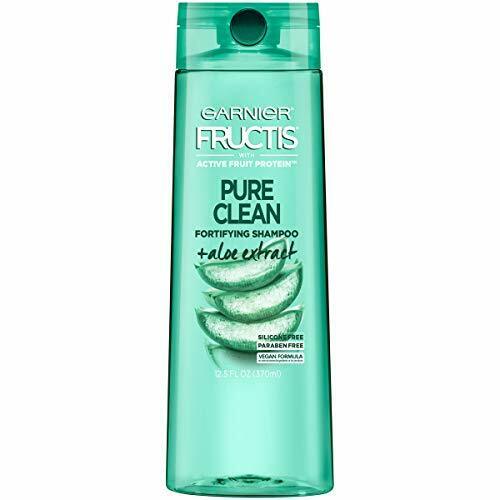 GARNIER®
FRUCTIS®
WITH
ACTIVE FRUIT PROTEIN™
PURE
CLEAN
FORTIFYING SHAMPOO
+ aloe extract
SILICONE FREE
PARABEN FREE
VEGAN FORMULA
12.5 FL OZ (370ml)